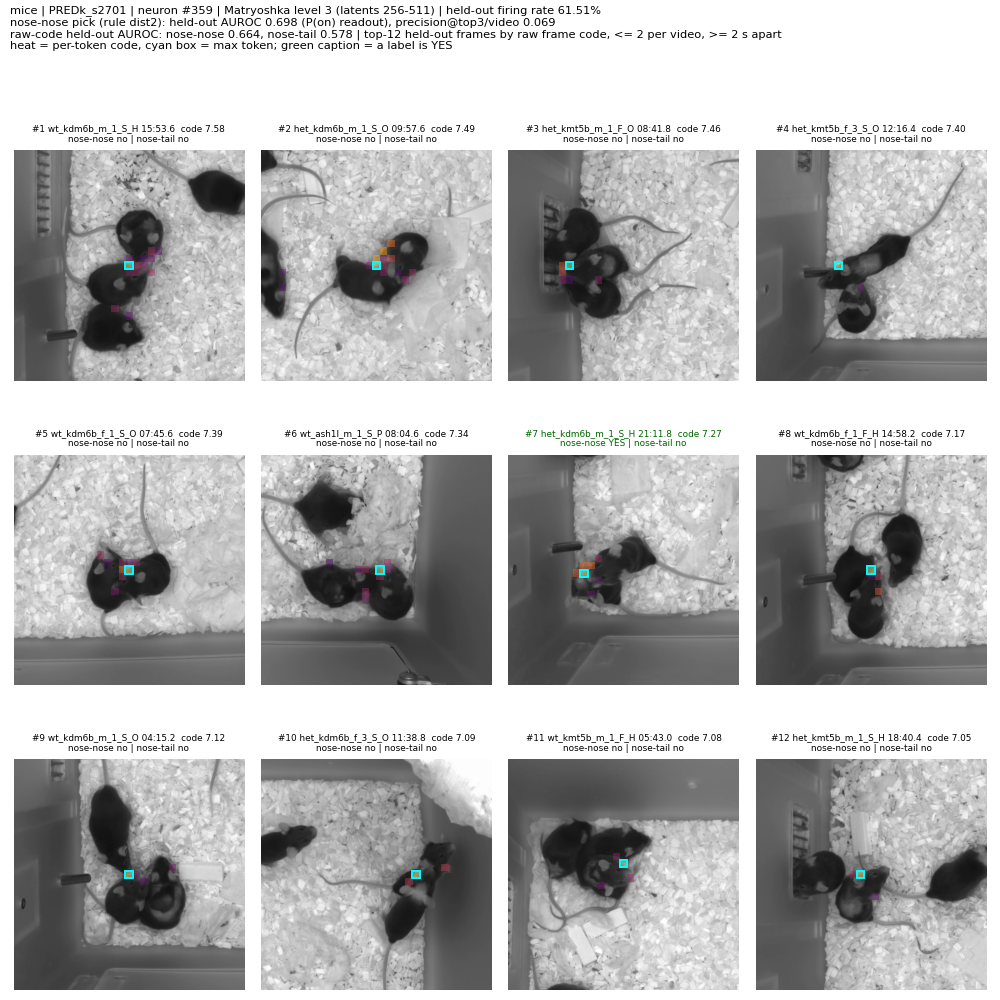 mice | PREDk_s2701 | neuron #359 | Matryoshka level 3 (latents 256-511) | held-out firing rate 61.51%
nose-nose pick (rule dist2): held-out AUROC 0.698 (P(on) readout), precision@top3/video 0.069
raw-code held-out AUROC: nose-nose 0.664, nose-tail 0.578 | top-12 held-out frames by raw frame code, <= 2 per video, >= 2 s apart
heat = per-token code, cyan box = max token; green caption = a label is YES
#1 wt_kdm6b_m_1_S_H 15:53.6 code 7.58
nose-nose no | nose-tail no
#2 het_kdm6b_m_1_S_O 09:57.6 code 7.49
nose-nose no | nose-tail no
#3 het_kmt5b_m_1_F_O 08:41.8 code 7.46
nose-nose no | nose-tail no
#4 het_kmt5b_f_3_S_O 12:16.4 code 7.40
nose-nose no | nose-tail no
#5 wt_kdm6b_f_1_S_O 07:45.6 code 7.39
nose-nose no | nose-tail no
#6 wt_ash1l_m_1_S_P 08:04.6 code 7.34
nose-nose no | nose-tail no
#7 het_kdm6b_m_1_S_H 21:11.8 code 7.27
nose-nose YES | nose-tail no
#8 wt_kdm6b_f_1_F_H 14:58.2 code 7.17
nose-nose no | nose-tail no
#9 wt_kdm6b_m_1_S_O 04:15.2 code 7.12
nose-nose no | nose-tail no
#10 het_kdm6b_f_3_S_O 11:38.8 code 7.09
nose-nose no | nose-tail no
#11 wt_kmt5b_m_1_F_H 05:43.0 code 7.08
nose-nose no | nose-tail no
#12 het_kmt5b_m_1_S_H 18:40.4 code 7.05
nose-nose no | nose-tail no